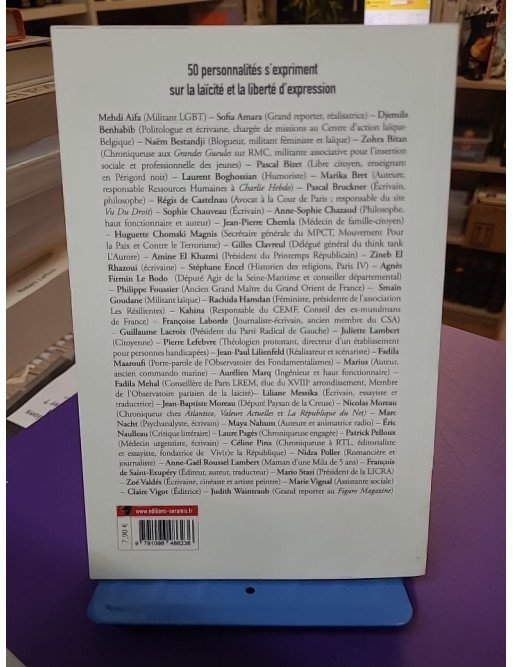 50 personnalités s'expriment
sur la laïcité et la liberté d'expression
Mehdi Aifa (Militant LGBT) – Sofia Amara (Grand reporter, réalisatrice) – Djemila
Benhabib (Politologue et écrivaine, chargée de missions au Centre d'action laïque-
Belgique) – Naëm Bestandji (Blogueur, militant féministe et laïque) – Zohra Bitan
(Chroniqueuse aux Grandes Gueules sur RMC, militante associative pour l'insertion
sociale et professionnelle des jeunes) – Pascal Bizet (Libre citoyen, enseignant
en Périgord noir) – Laurent Boghossian (Humoriste) – Marika Bret (Auteure,
responsable Ressources Humaines à Charlie Hebdo) – Pascal Bruckner (Écrivain,
philosophe) – Régis de Castelnau (Avocat à la Cour de Paris ; responsable du site
Vu Du Droit) – Sophie Chauveau (Écrivain) – Anne-Sophie Chazaud (Philosophe,
haut fonctionnaire et auteur) – Jean-Pierre Chemla (Médecin de famille-citoyen)
– Huguette Chomski Magnis (Secrétaire générale du MPCT, Mouvement Pour
la Paix et Contre le Terrorisme) – Gilles Clavreul (Délégué général du think tank
L'Aurore) – Amine El Khatmi (Président du Printemps Républicain) – Zineb El
Rhazoui (écrivaine) – Stéphane Encel (Historien des religions, Paris IV) – Agnès
Firmin Le Bodo (Députée Agir de la Seine-Maritime et conseiller départemental)
– Philippe Foussier (Ancien Grand Maître du Grand Orient de France) – Smaïn
Goudane (Militant laïque) – Rachida Hamdan (Féministe, présidente de l'association
Les Résilientes) – Kahina (Responsable du CEMF, Conseil des ex-musulmans
de France) – Françoise Laborde (Journaliste-écrivain, ancien membre du CSA)
– Guillaume Lacroix (Président du Parti Radical de Gauche) – Juliette Lambert
(Citoyenne) – Pierre Lefebvre (Théologien protestant, directeur d'un établissement
pour personnes handicapées) – Jean-Paul Lilienfeld (Réalisateur et scénariste) – Fadila
Maaroufi (Porte-parole de l'Observatoire des Fondamentalismes) – Marius (Auteur,
ancien commando marine) – Aurélien Marq (Ingénieur et haut fonctionnaire) –
Fadila Mehal (Conseillère de Paris LREM, élue du XVIIIe arrondissement, Membre
de l'Observatoire parisien de la laïcité) – Liliane Messika (Écrivain, essayiste et
traductrice) – Jean-Baptiste Moreau (Député Paysan de la Creuse) – Nicolas Moreau
(Chroniqueur chez Atlantico, Valeurs Actuelles et La République du Net) – Marc
Nacht (Psychanalyste, écrivain) – Maya Nahum (Auteure et animatrice radio) – Éric
Naulleau (Critique littéraire) – Laure Pagès (Chroniqueuse engagée) – Patrick Pelloux
(Médecin urgentiste, écrivain) – Céline Pina (Chroniqueuse à RTL, éditorialiste
et essayiste, fondatrice de Viv(r)e la République) – Nidra Poller (Romancière et
journaliste) – Anne-Gaël Roussel Lambert (Maman d'une Mila de 5 ans) – François
de Saint-Exupéry (Éditeur, auteur, traducteur) – Mario Stasi (Président de la LICRA)
– Zoé Valdés (Écrivaine, cinéaste et artiste peintre) – Marie Vignal (Assistante sociale)
– Claire Vigot (Éditrice) – Judith Waintraub (Grand reporter au Figaro Magazine)
www.editions-seramis.fr
7,90 €
9 791096 486236